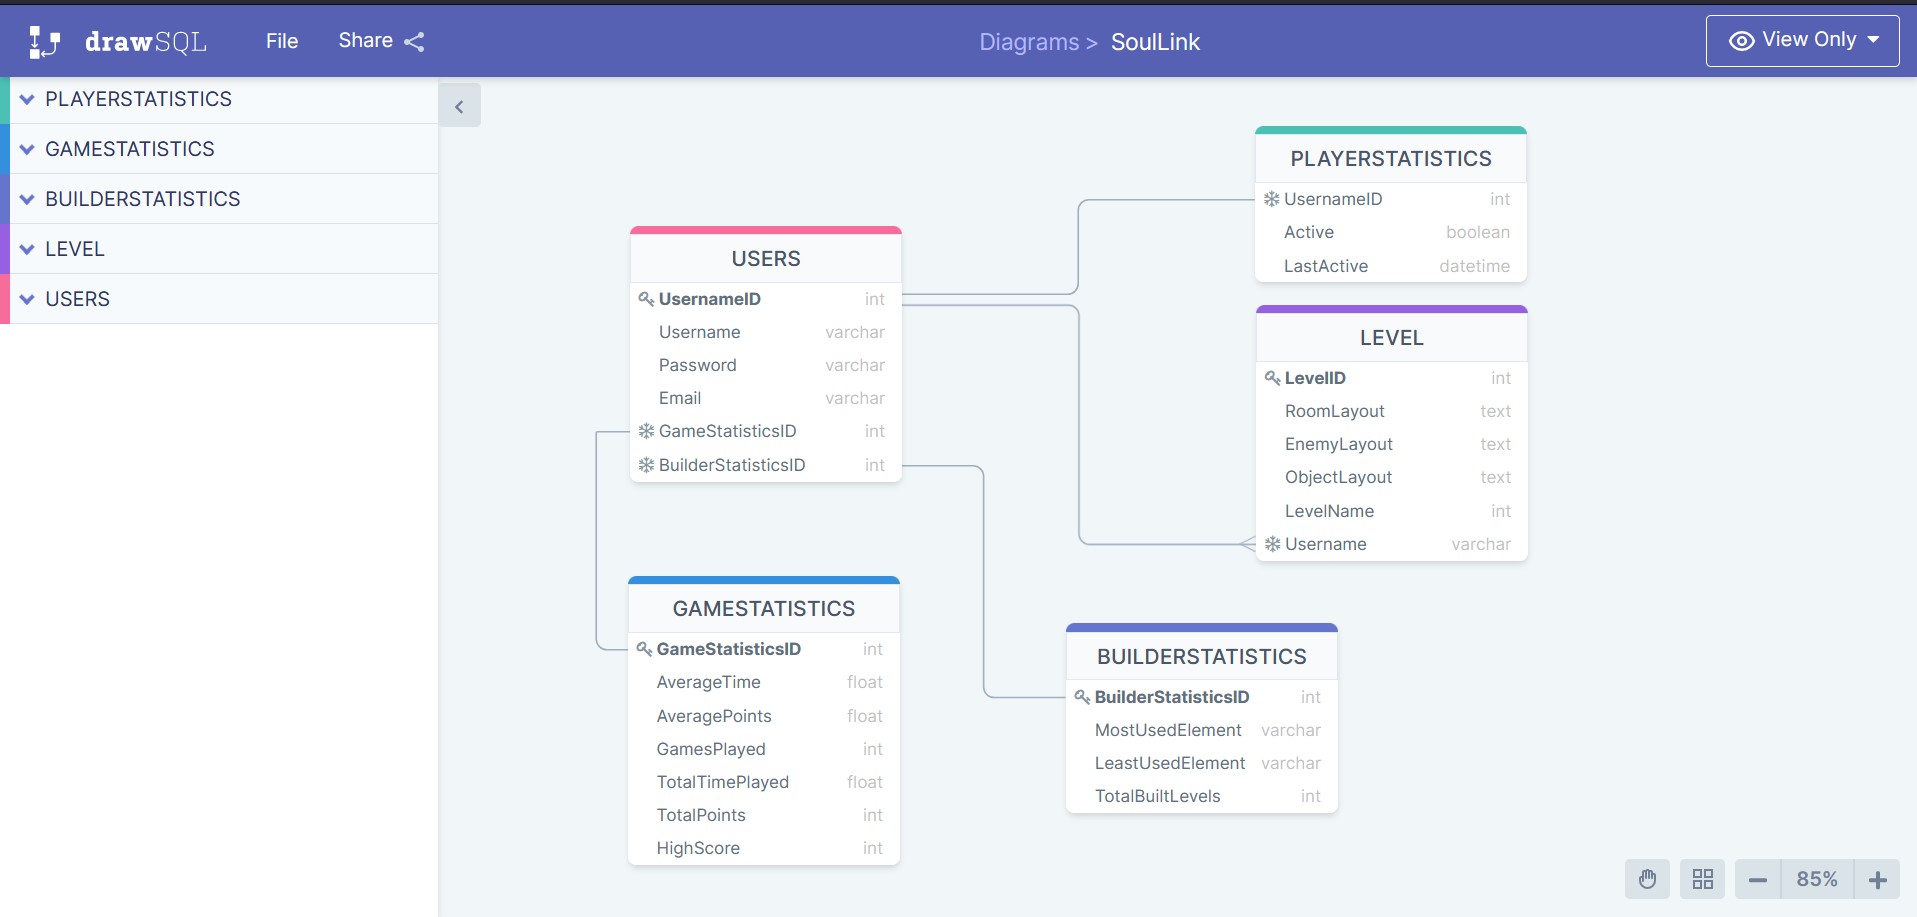 drawSQL File Share Diagrams > SoulLink View Only
PLAYERSTATISTICS
GAMESTATISTICS
BUILDERSTATISTICS
LEVEL
USERS
USERS
UsernameID int
Username varchar
Password varchar
Email varchar
GameStatisticsID int
BuilderStatisticsID int
PLAYERSTATISTICS
UsernameID int
Active boolean
LastActive datetime
LEVEL
LevelID int
RoomLayout text
EnemyLayout text
ObjectLayout text
LevelName int
Username varchar
GAMESTATISTICS
GameStatisticsID int
AverageTime float
AveragePoints float
GamesPlayed int
TotalTimePlayed float
TotalPoints int
HighScore int
BUILDERSTATISTICS
BuilderStatisticsID int
MostUsedElement varchar
LeastUsedElement varchar
TotalBuiltLevels int
85%